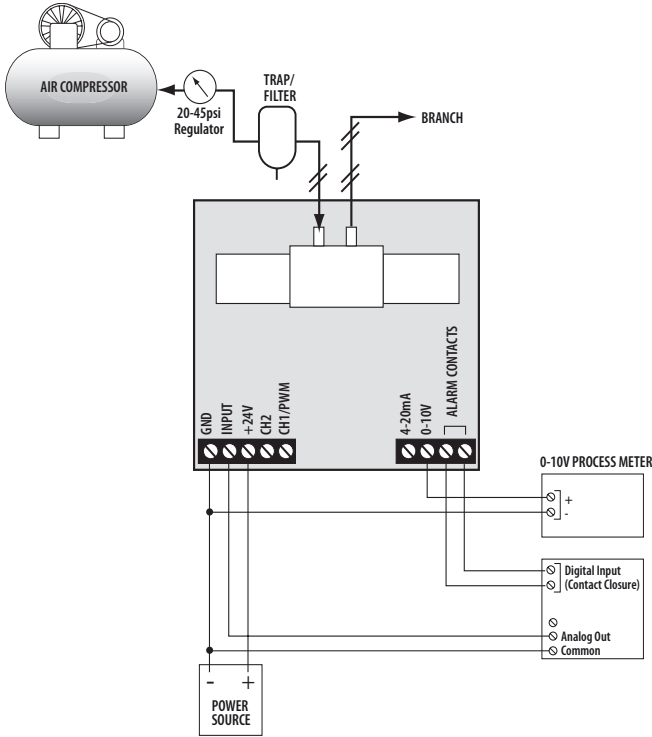 AIR COMPRESSOR
20-45psi
Regulator
TRAP/
FILTER
BRANCH
GND
INPUT
+24V
CH2
CH1/PWM
4-20mA
0-10V
ALARM CONTACTS
0-10V PROCESS METER
+
-
Digital Input
(Contact Closure)
Analog Out
Common
- +
POWER
SOURCE